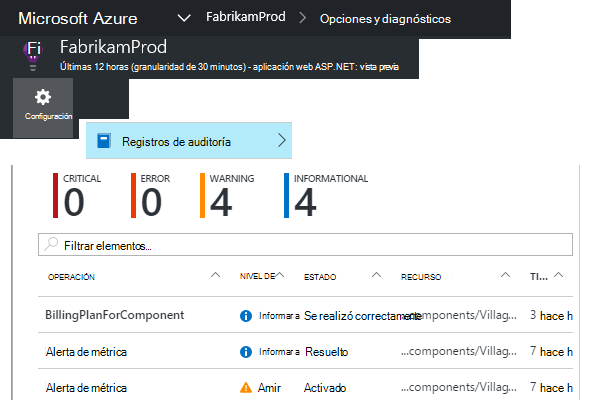 Microsoft Azure FabrikamProd Opciones y diagnósticos
Fi FabrikamProd
Últimas 12 horas (granularidad de 30 minutos) - aplicación web ASP.NET: vista previa
Configuración
Registros de auditoría
CRITICAL ERROR WARNING INFORMATIONAL
0 0 4 4
Filtrar elementos...
OPERACIÓN NIVEL DE ESTADO RECURSO TI...
BillingPlanForComponent Informar a Se realizó correctamente ...components/Villag... 3 hace h
Alerta de métrica Informar a Resuelto ...components/Villag... 7 hace h
Alerta de métrica Amir Activado ...components/Villag... 7 hace h